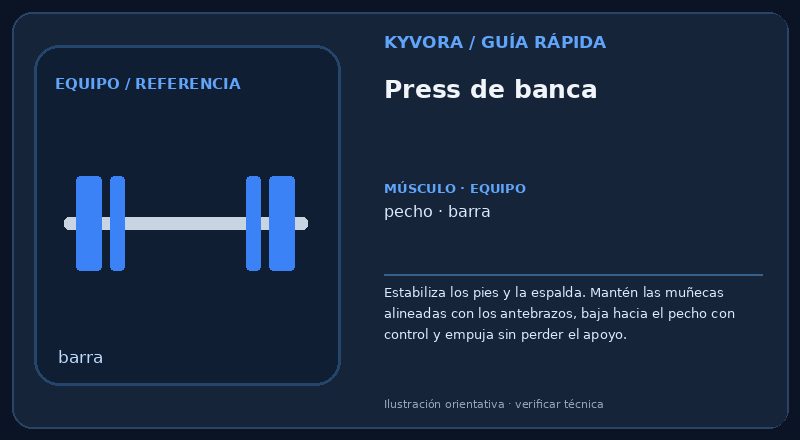 EQUIPO / REFERENCIA
barra
KYVORA / GUÍA RÁPIDA
Press de banca
MÚSCULO · EQUIPO
pecho · barra
Estabiliza los pies y la espalda. Mantén las muñecas
alineadas con los antebrazos, baja hacia el pecho con
control y empuja sin perder el apoyo.
Ilustración orientativa · verificar técnica